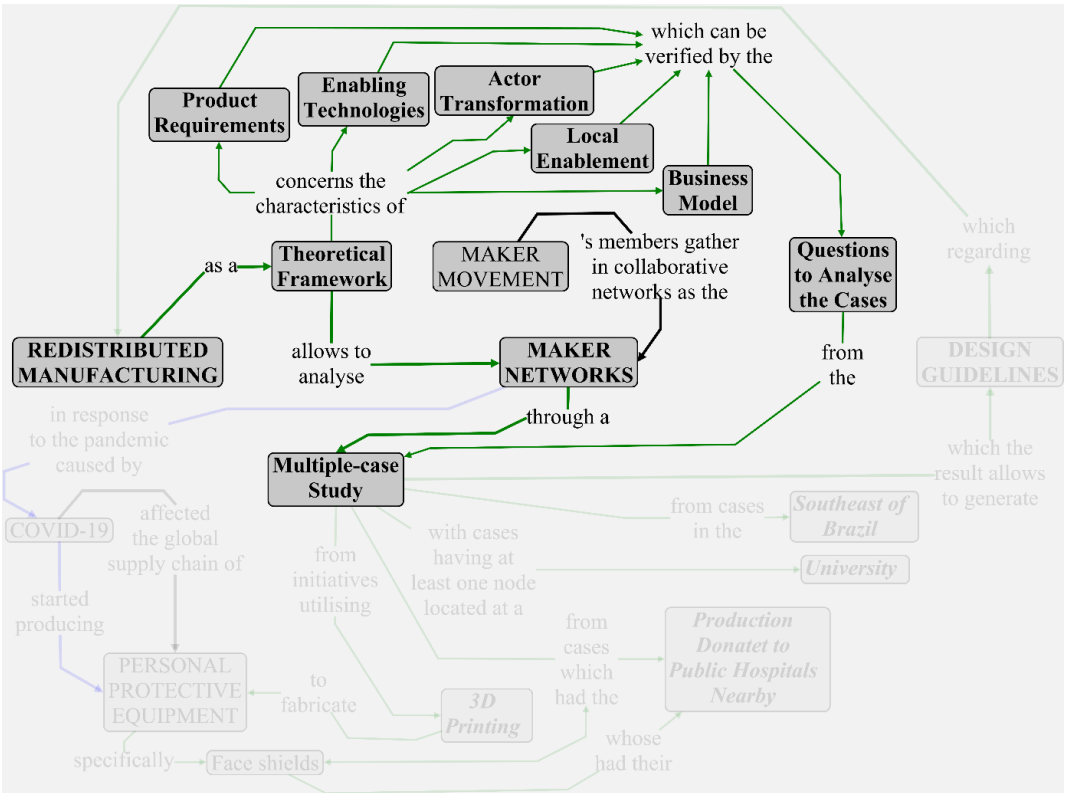 which can be
verified by the
Product
Requirements
Enabling
Technologies
Actor
Transformation
Local
Enablement
Business
Model
concerns the
characteristics of
Theoretical
Framework
as a
MAKER
MOVEMENT
's members gather
in collaborative
networks as the
Questions
to Analyse
the Cases
which
regarding
REDISTRIBUTED
MANUFACTURING
allows to
analyse
MAKER
NETWORKS
from
the
DESIGN
GUIDELINES
in response
to the pandemic
caused by
through a
Multiple-case
Study
which the
result allows
to generate
COVID-19
affected
the global
supply chain of
from
initiatives
utilising
with cases
having at
least one node
located at a
from cases
in the
Southeast of
Brazil
University
started
producing
from
cases
which
had the
Production
Donatet to
Public Hospitals
Nearby
PERSONAL
PROTECTIVE
EQUIPMENT
to
fabricate
3D
Printing
specifically
Face shields
whose
had their